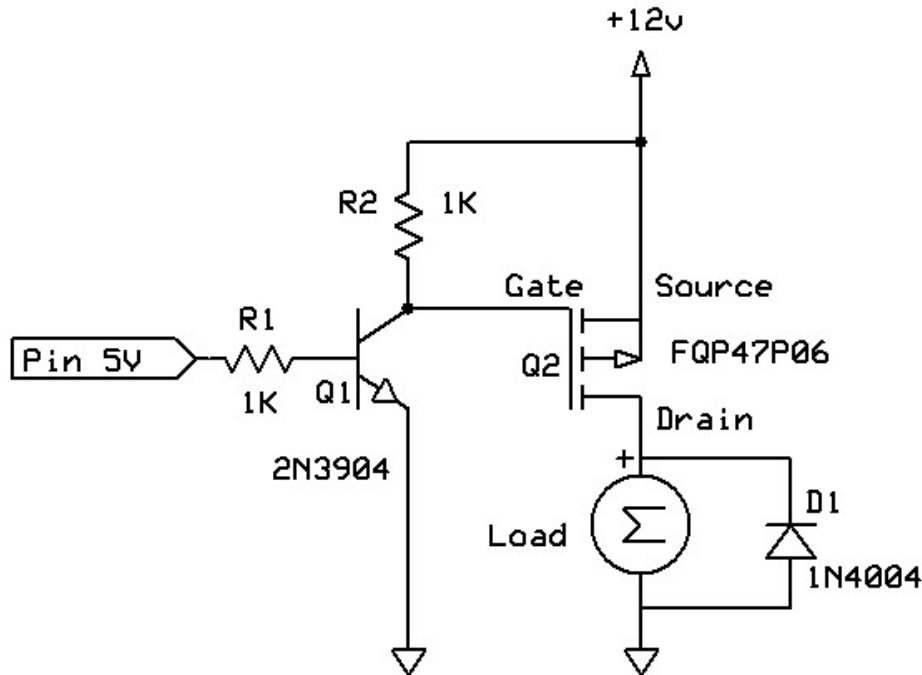 +12v
R2 1K
Gate Source
R1
Pin 5V
Q1
Q2
FQP47P06
1K
Drain
2N3904
+
D1
Load
Σ
1N4004